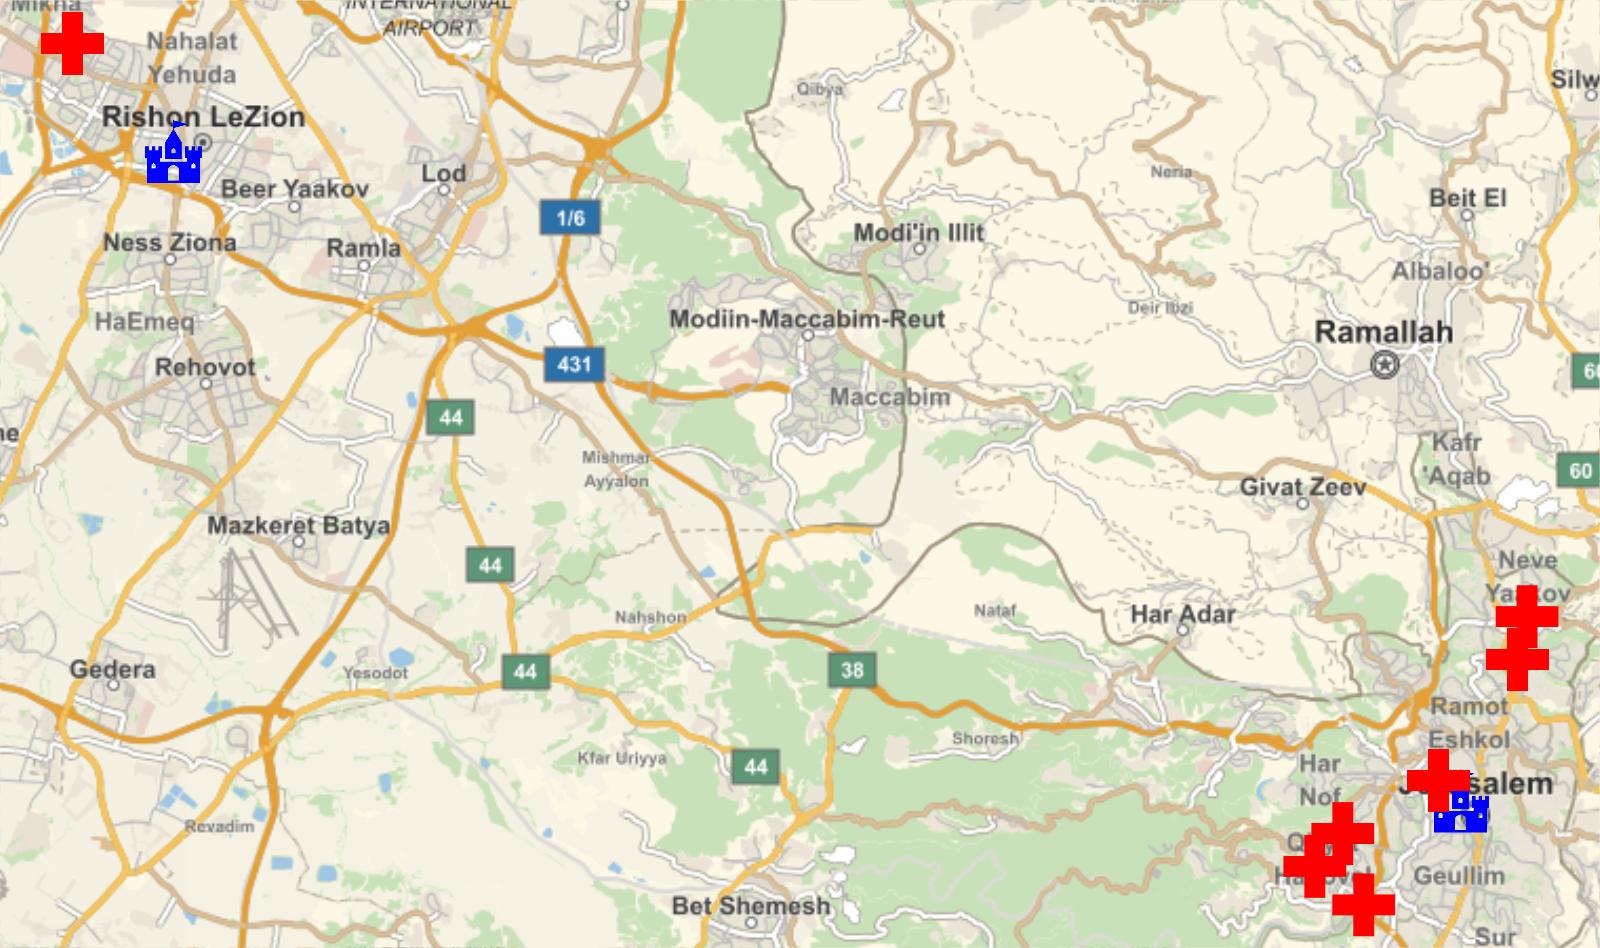 INTERNATIONAL
AIRPORT
Nahalat
Yehuda
Rishon LeZion
Qibya
Silw
Lod
Beer Yaakov
Neria
Beit El
1/6
Ness Ziona
Ramla
Modi'in Illit
Albaloo'
Deir Ibzi
HaEmeq
Modiin-Maccabim-Reut
Ramallah
Rehovot
431
60
Maccabim
44
Kafr
'Aqab
Mishmar
Ayyalon
60
Givat Zeev
Mazkeret Batya
44
Neve
Nahshon
Nataf
Har Adar
Gedera
Yesodot
44
38
Ramot
Eshkol
Shoresh
Kfar Uriyya
44
Har
Nof
Revadim
Geullim
Bet Shemesh
Sur